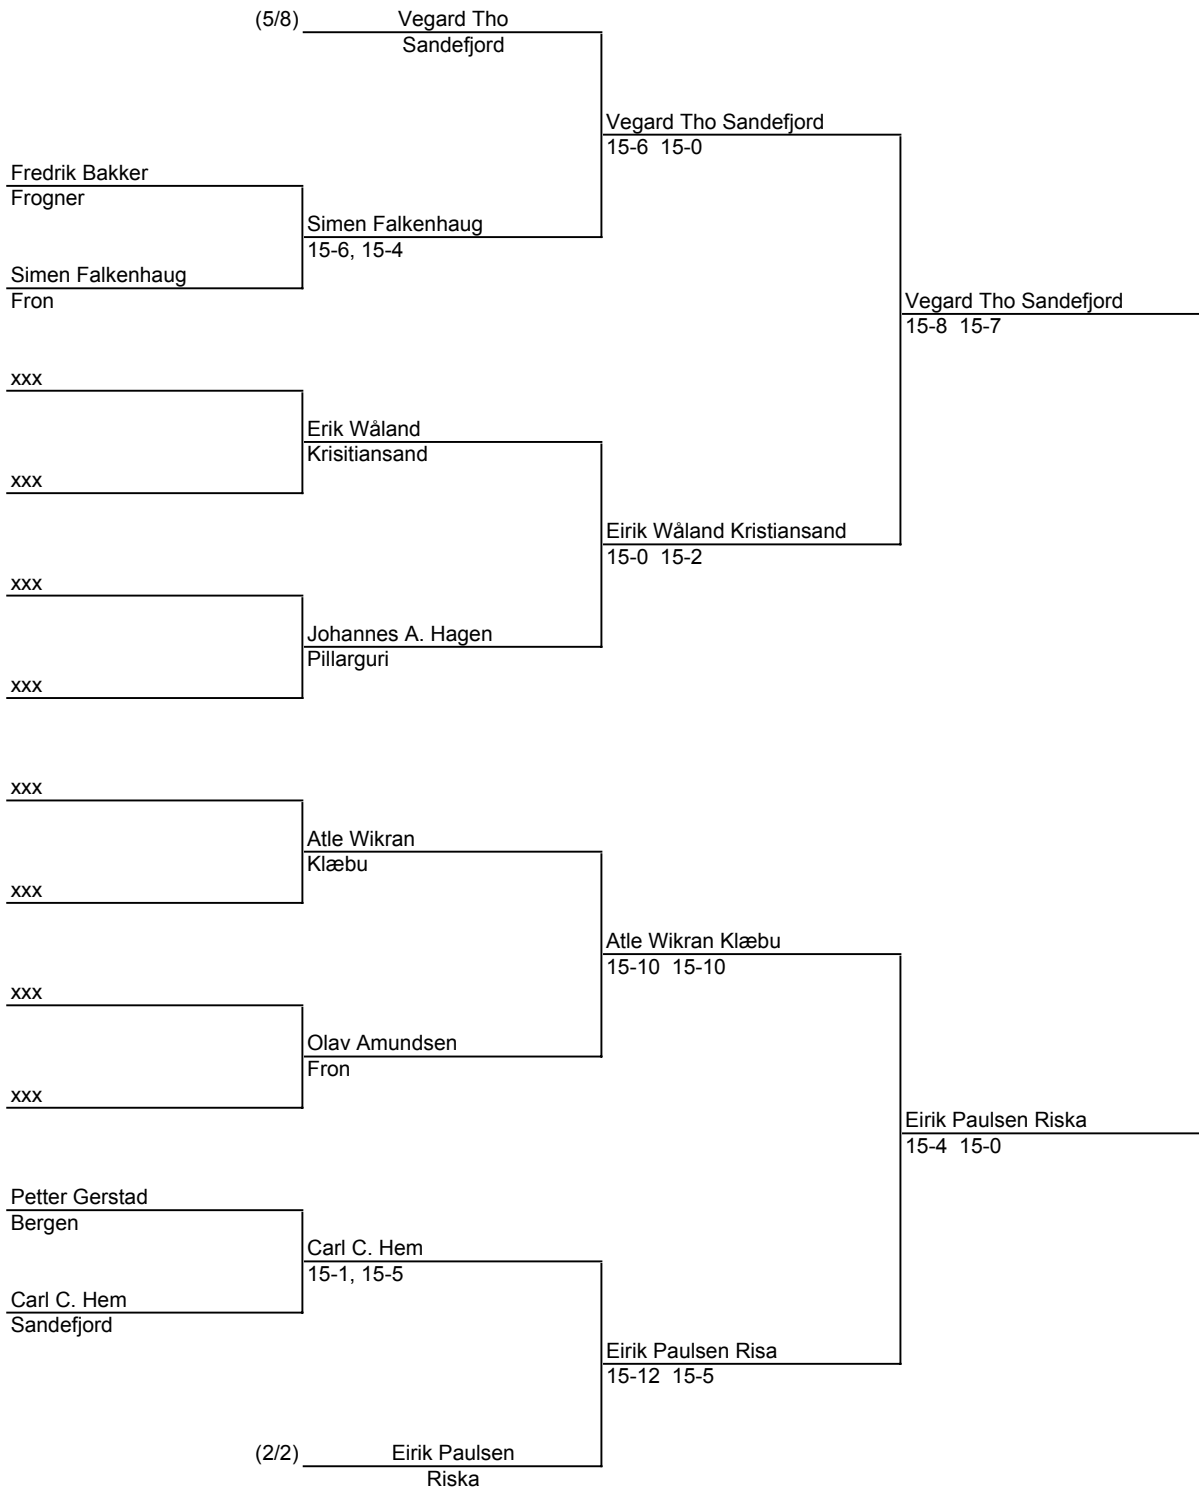 (5/8) Vegard Tho
Sandefjord
Vegard Tho Sandefjord
15-6 15-0
Fredrik Bakker
Frogner
Simen Falkenhaug
15-6, 15-4
Simen Falkenhaug
Fron
Vegard Tho Sandefjord
15-8 15-7
xxx
Erik Wåland
Krisitiansand
xxx
Eirik Wåland Kristiansand
15-0 15-2
xxx
Johannes A. Hagen
Pillarguri
xxx
xxx
Atle Wikran
Klæbu
xxx
Atle Wikran Klæbu
15-10 15-10
xxx
Olav Amundsen
Fron
xxx
Eirik Paulsen Riska
15-4 15-0
Petter Gerstad
Bergen
Carl C. Hem
15-1, 15-5
Carl C. Hem
Sandefjord
Eirik Paulsen Risa
15-12 15-5
(2/2) Eirik Paulsen
Riska